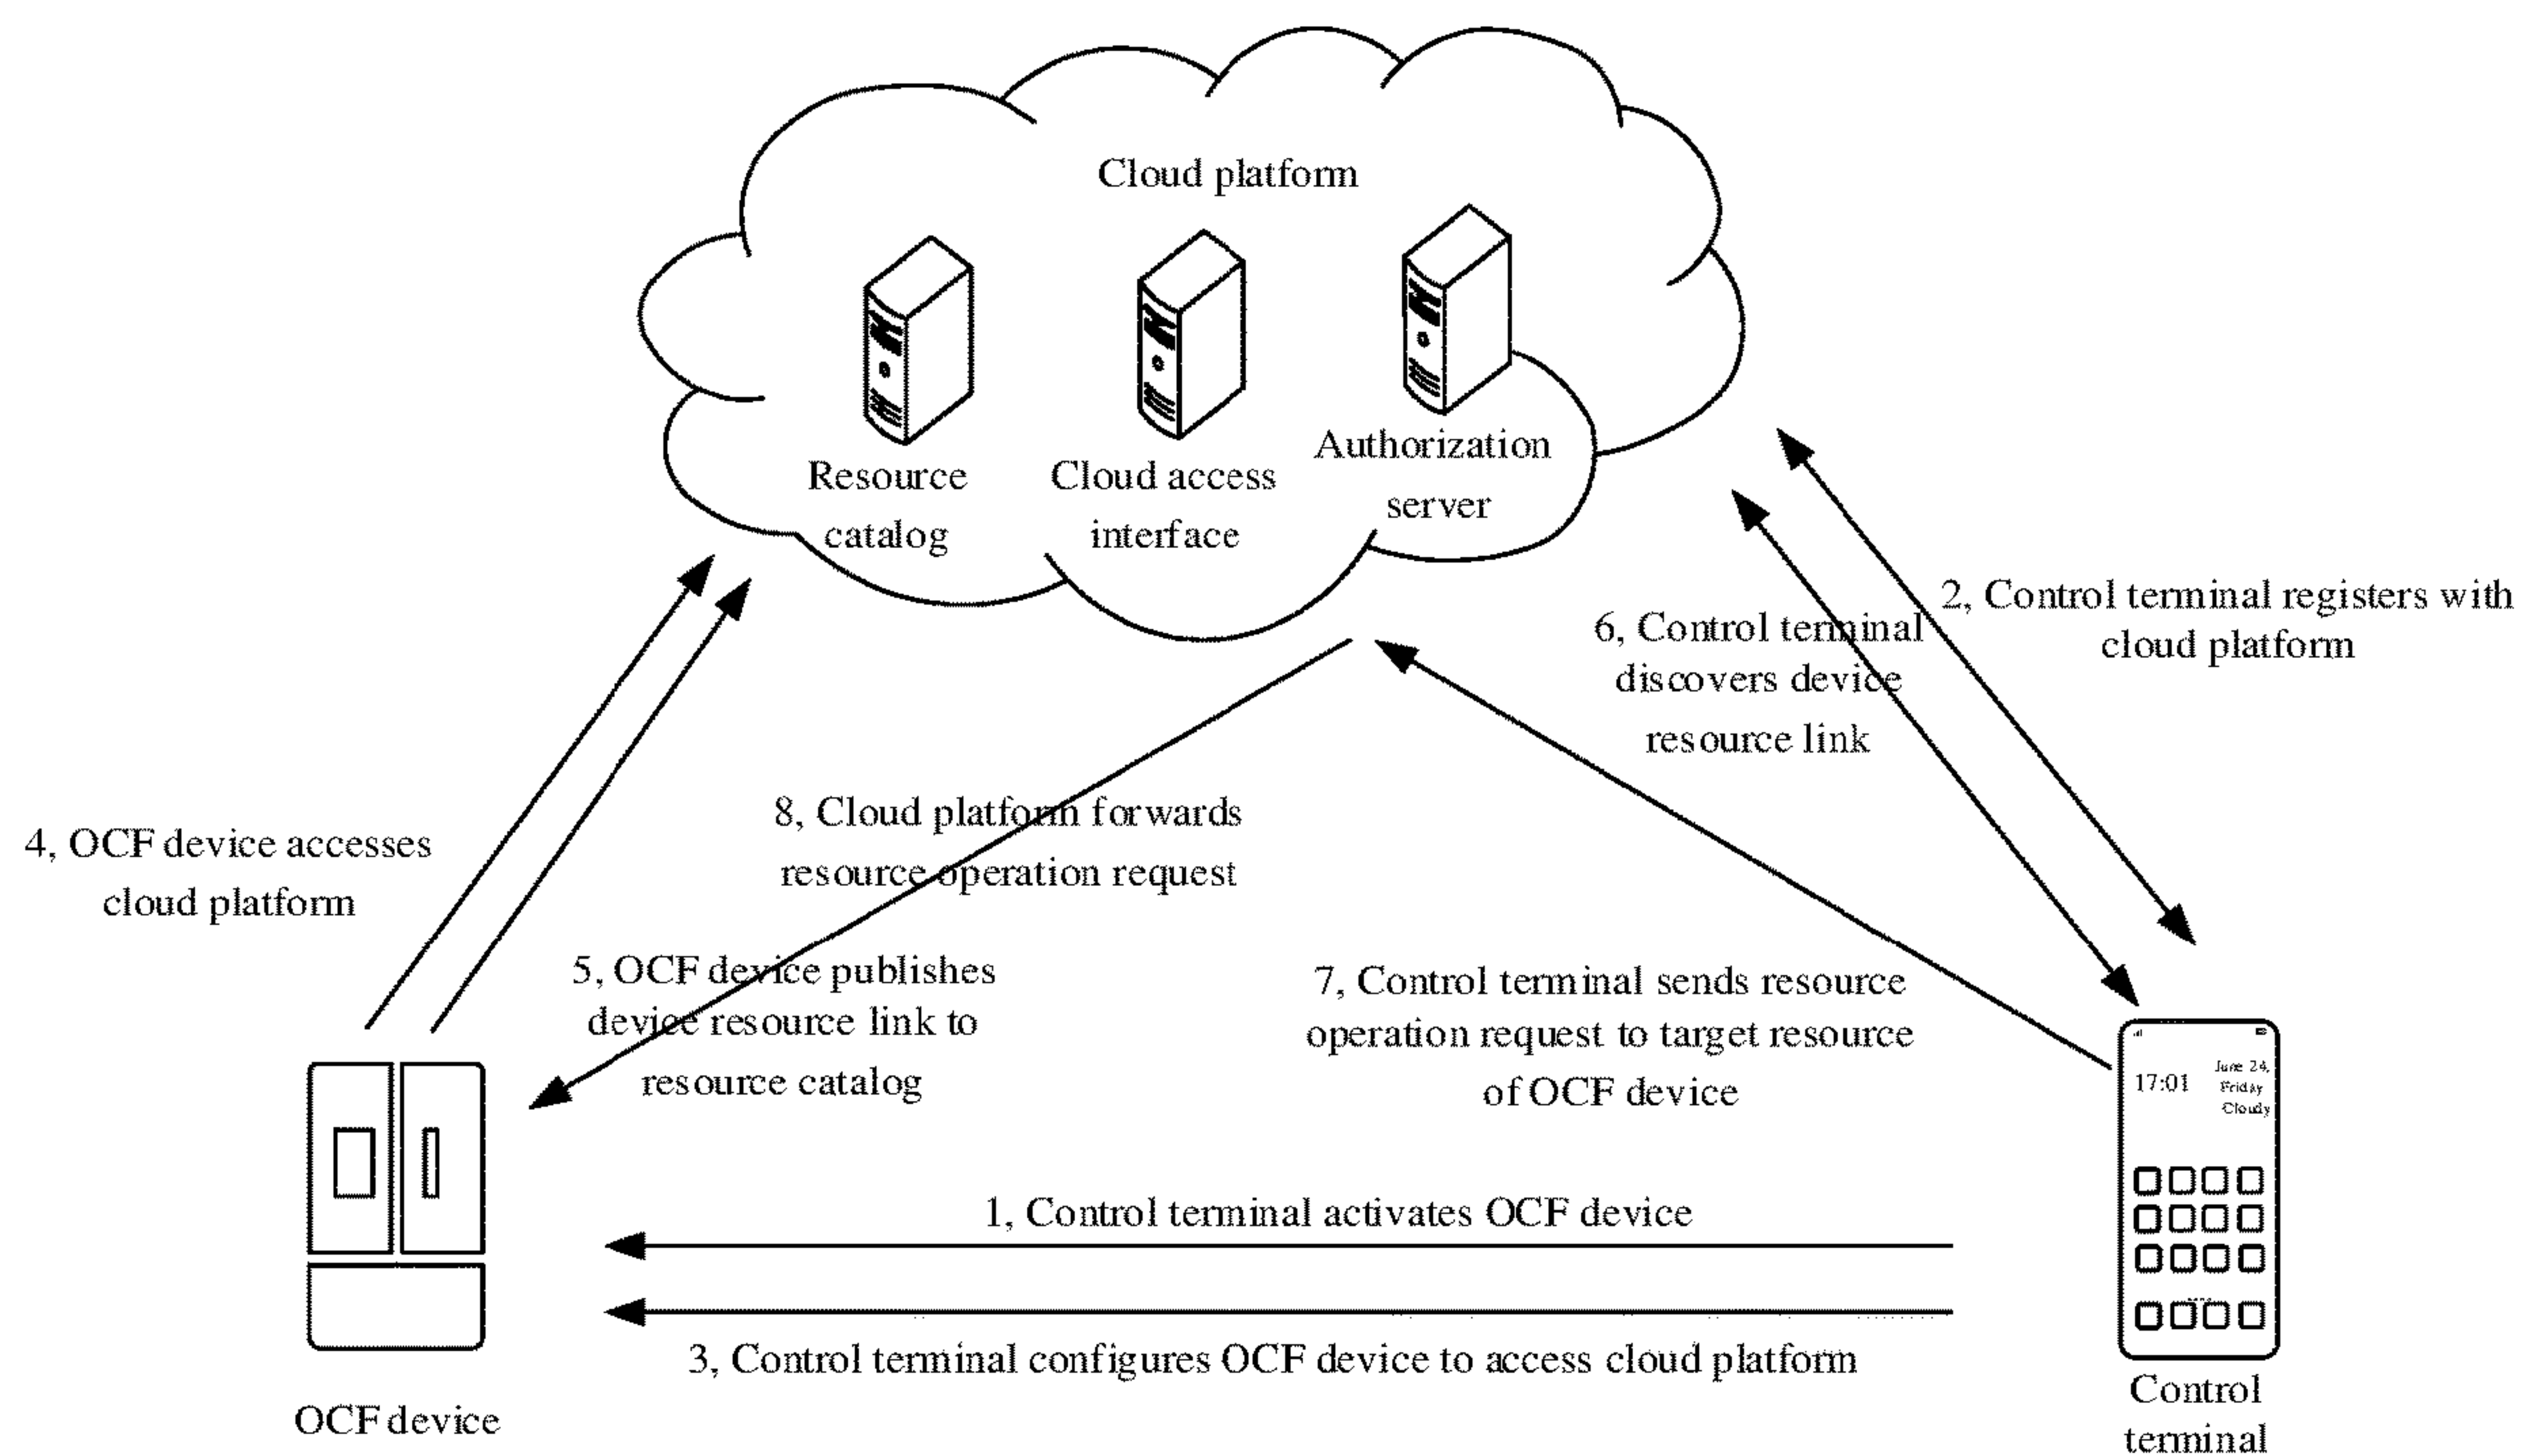 Cloud platform
Resource
catalog
Cloud access
interface
Authorization
server
2, Control terminal registers with
cloud platform
6, Control terminal
discovers device
resource link
8, Cloud platform forwards
resource operation request
4, OCF device accesses
cloud platform
5, OCF device publishes
device resource link to
resource catalog
7, Control terminal sends resource
operation request to target resource
of OCF device
17:01
June 24,
Friday
Cloudy
1, Control terminal activates OCF device
3, Control terminal configures OCF device to access cloud platform
OCF device
Control
terminal